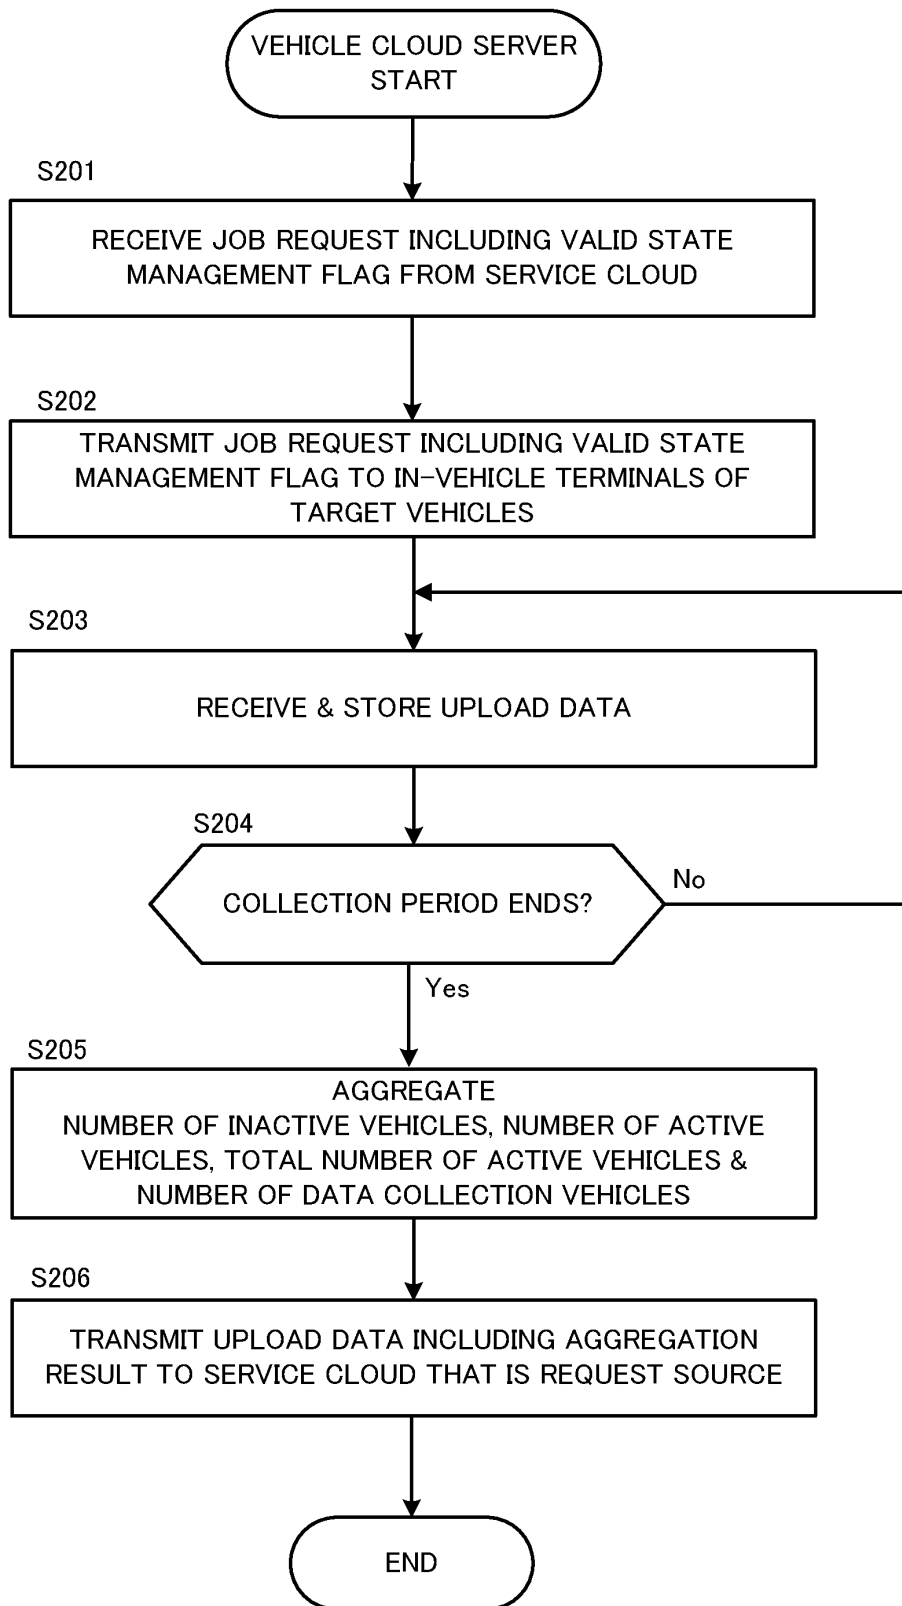 VEHICLE CLOUD SERVER
START
S201
RECEIVE JOB REQUEST INCLUDING VALID STATE
MANAGEMENT FLAG FROM SERVICE CLOUD
S202
TRANSMIT JOB REQUEST INCLUDING VALID STATE
MANAGEMENT FLAG TO IN-VEHICLE TERMINALS OF
TARGET VEHICLES
S203
RECEIVE & STORE UPLOAD DATA
S204
COLLECTION PERIOD ENDS?
No
Yes
S205
AGGREGATE
NUMBER OF INACTIVE VEHICLES, NUMBER OF ACTIVE
VEHICLES, TOTAL NUMBER OF ACTIVE VEHICLES &
NUMBER OF DATA COLLECTION VEHICLES
S206
TRANSMIT UPLOAD DATA INCLUDING AGGREGATION
RESULT TO SERVICE CLOUD THAT IS REQUEST SOURCE
END